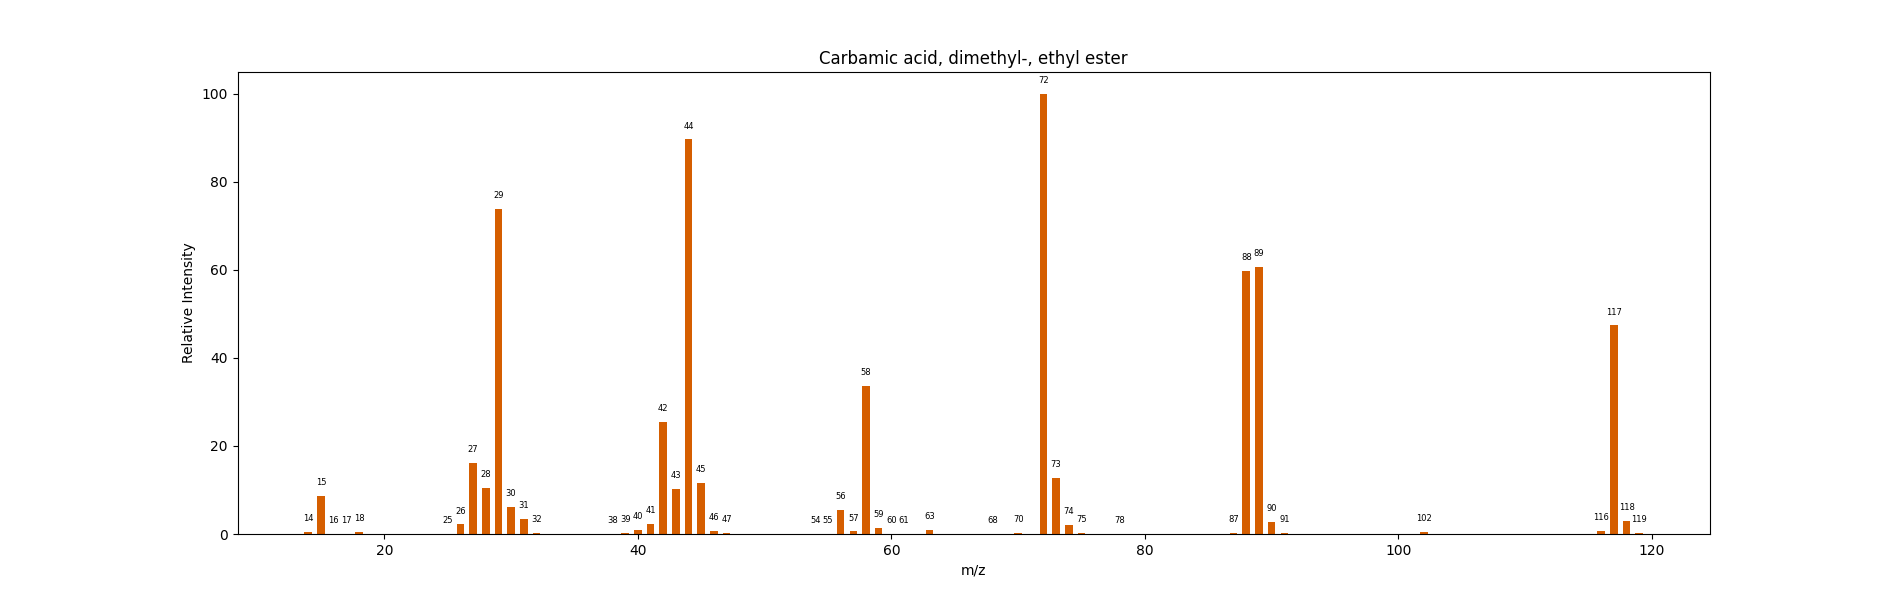 Carbamic acid, dimethyl-, ethyl ester
Relative Intensity
100
80
60
40
20
0
14 15 16 17 18 25 26 27 28 29 30 31 32 38 39 40 41 42 43 44 45 46 47 54 55 56 57 58 59 60 61 63 68 70 72 73 74 75 78 87 88 89 90 91 102 116 117 118 119
20 40 60 80 100 120
m/z